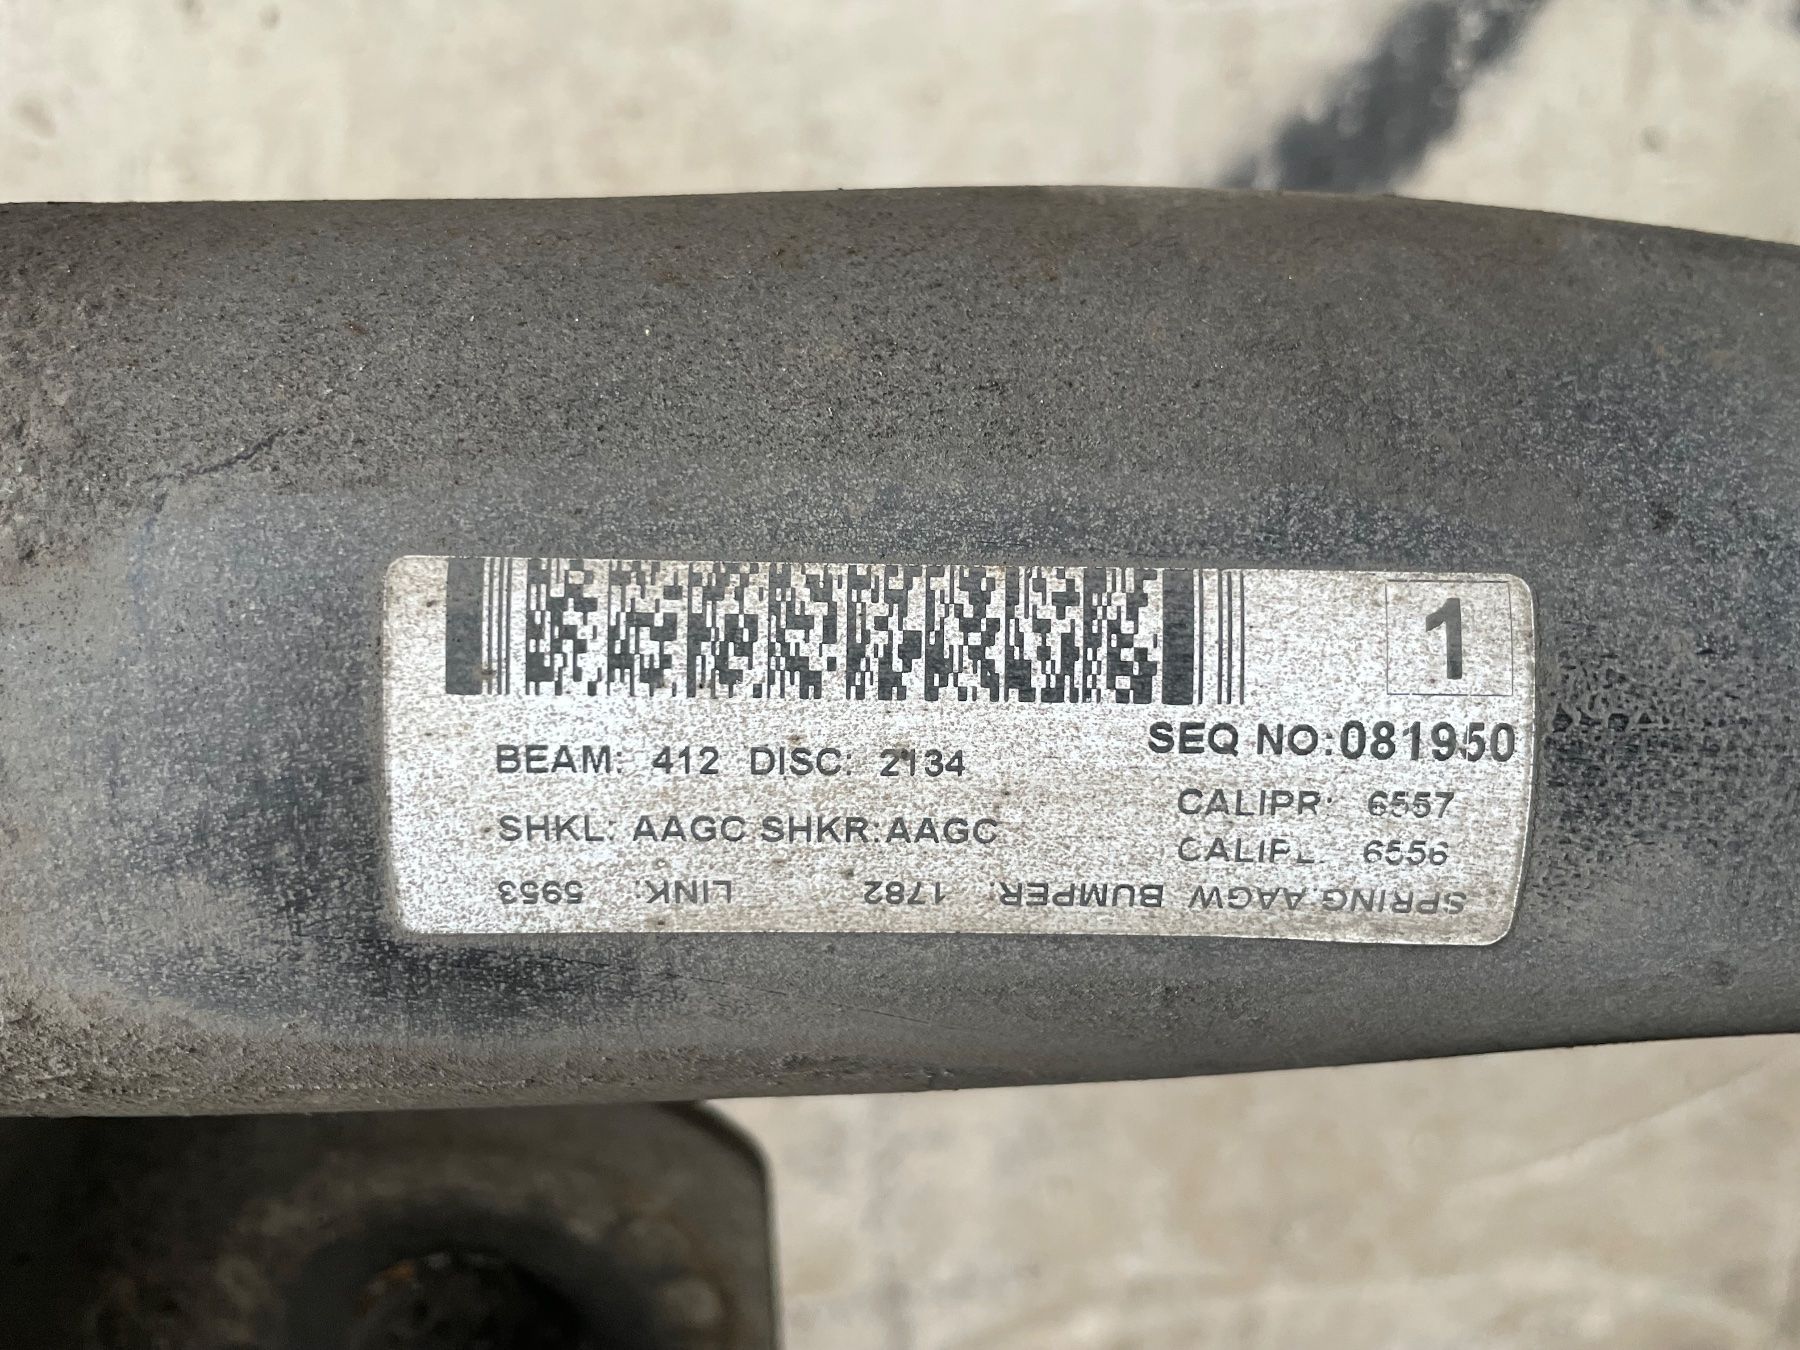 1
SEQ NO:081950
BEAM: 412 DISC: 2134
CALIPR: 6557
SHKL: AAGC SHKR:AAGC
CALIPL: 6556
SPRING AAGW BUMPER: 1782 LINK: 5953